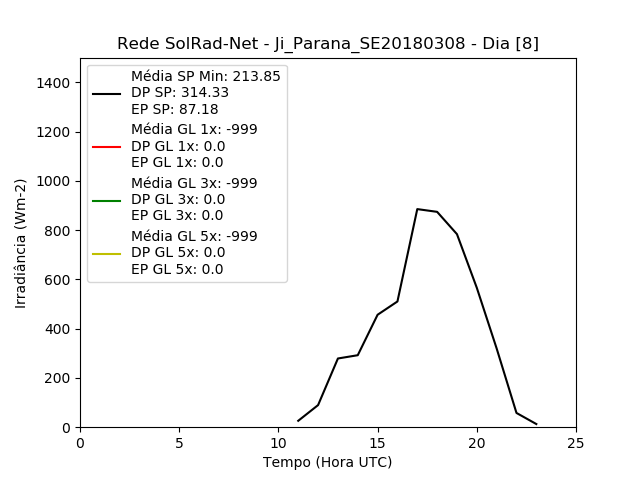 Rede SolRad-Net - Ji_Parana_SE20180308 - Dia [8]
Média SP Min: 213.85
DP SP: 314.33
EP SP: 87.18
Média GL 1x: -999
DP GL 1x: 0.0
EP GL 1x: 0.0
Média GL 3x: -999
DP GL 3x: 0.0
EP GL 3x: 0.0
Média GL 5x: -999
DP GL 5x: 0.0
EP GL 5x: 0.0
Irradiância (Wm-2)
1400
1200
1000
800
600
400
200
0
0 5 10 15 20 25
Tempo (Hora UTC)